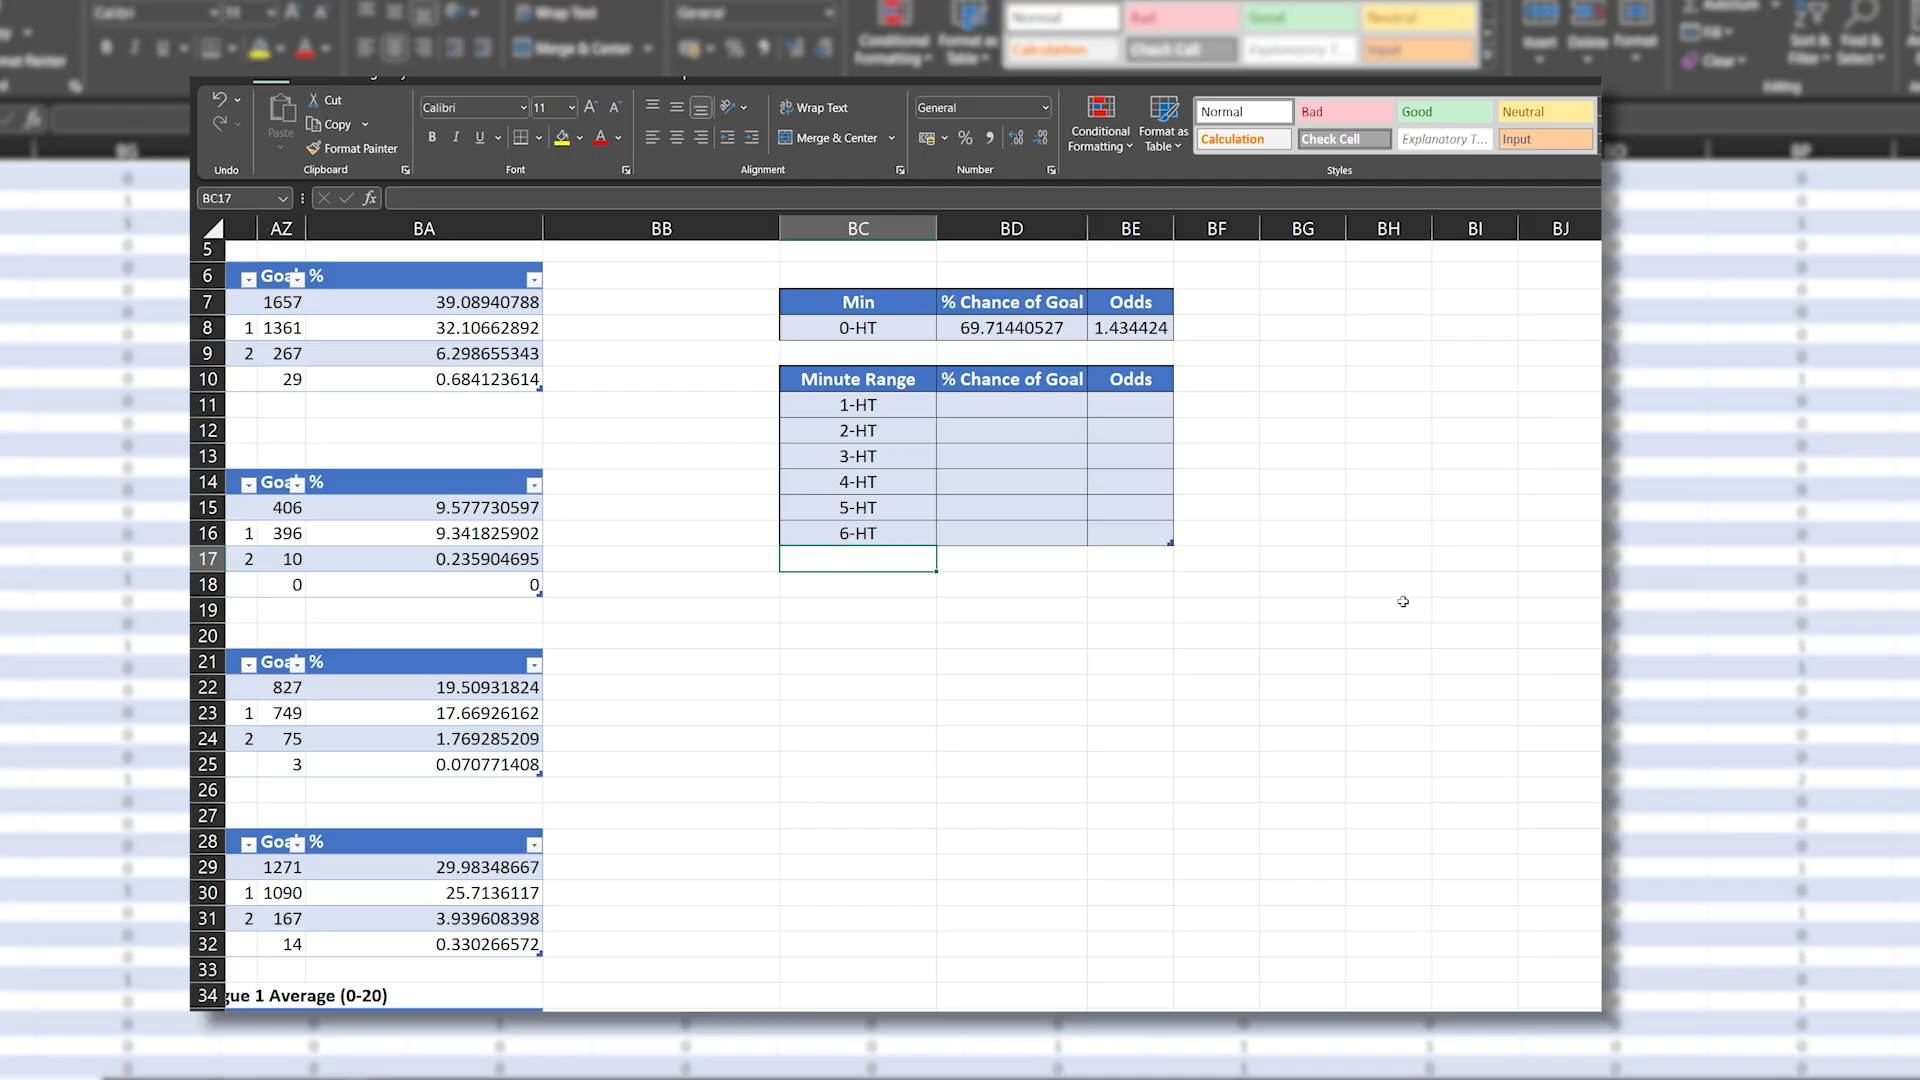 Calibri 11 Wrap Text General Normal Bad Good Neutral
Merge & Center Conditional Formatting Format as Table Calculation Check Cell Input Insert Delete Format Clear
Cut
Copy
Paste
Format Painter
Calibri 11
B I U
Wrap Text
Merge & Center
General
Conditional Formatting
Format as Table
Normal Bad Good Neutral
Calculation Check Cell Explanatory T... Input
Undo Clipboard Font Alignment Number Styles
BC17 fx
AZ BA BB BC BD BE BF BG BH BI BJ
5
6 Goal %
7 1657 39.08940788 Min % Chance of Goal Odds
8 1 1361 32.10662892 0-HT 69.71440527 1.434424
9 2 267 6.298655343
10 29 0.684123614 Minute Range % Chance of Goal Odds
11 1-HT
12 2-HT
13 3-HT
14 Goal % 4-HT
15 406 9.577730597 5-HT
16 1 396 9.341825902 6-HT
17 2 10 0.235904695
18 0 0
19
20
21 Goal %
22 827 19.50931824
23 1 749 17.66926162
24 2 75 1.769285209
25 3 0.070771408
26
27
28 Goal %
29 1271 29.98348667
30 1 1090 25.7136117
31 2 167 3.939608398
32 14 0.330266572
33
34 gue 1 Average (0-20)